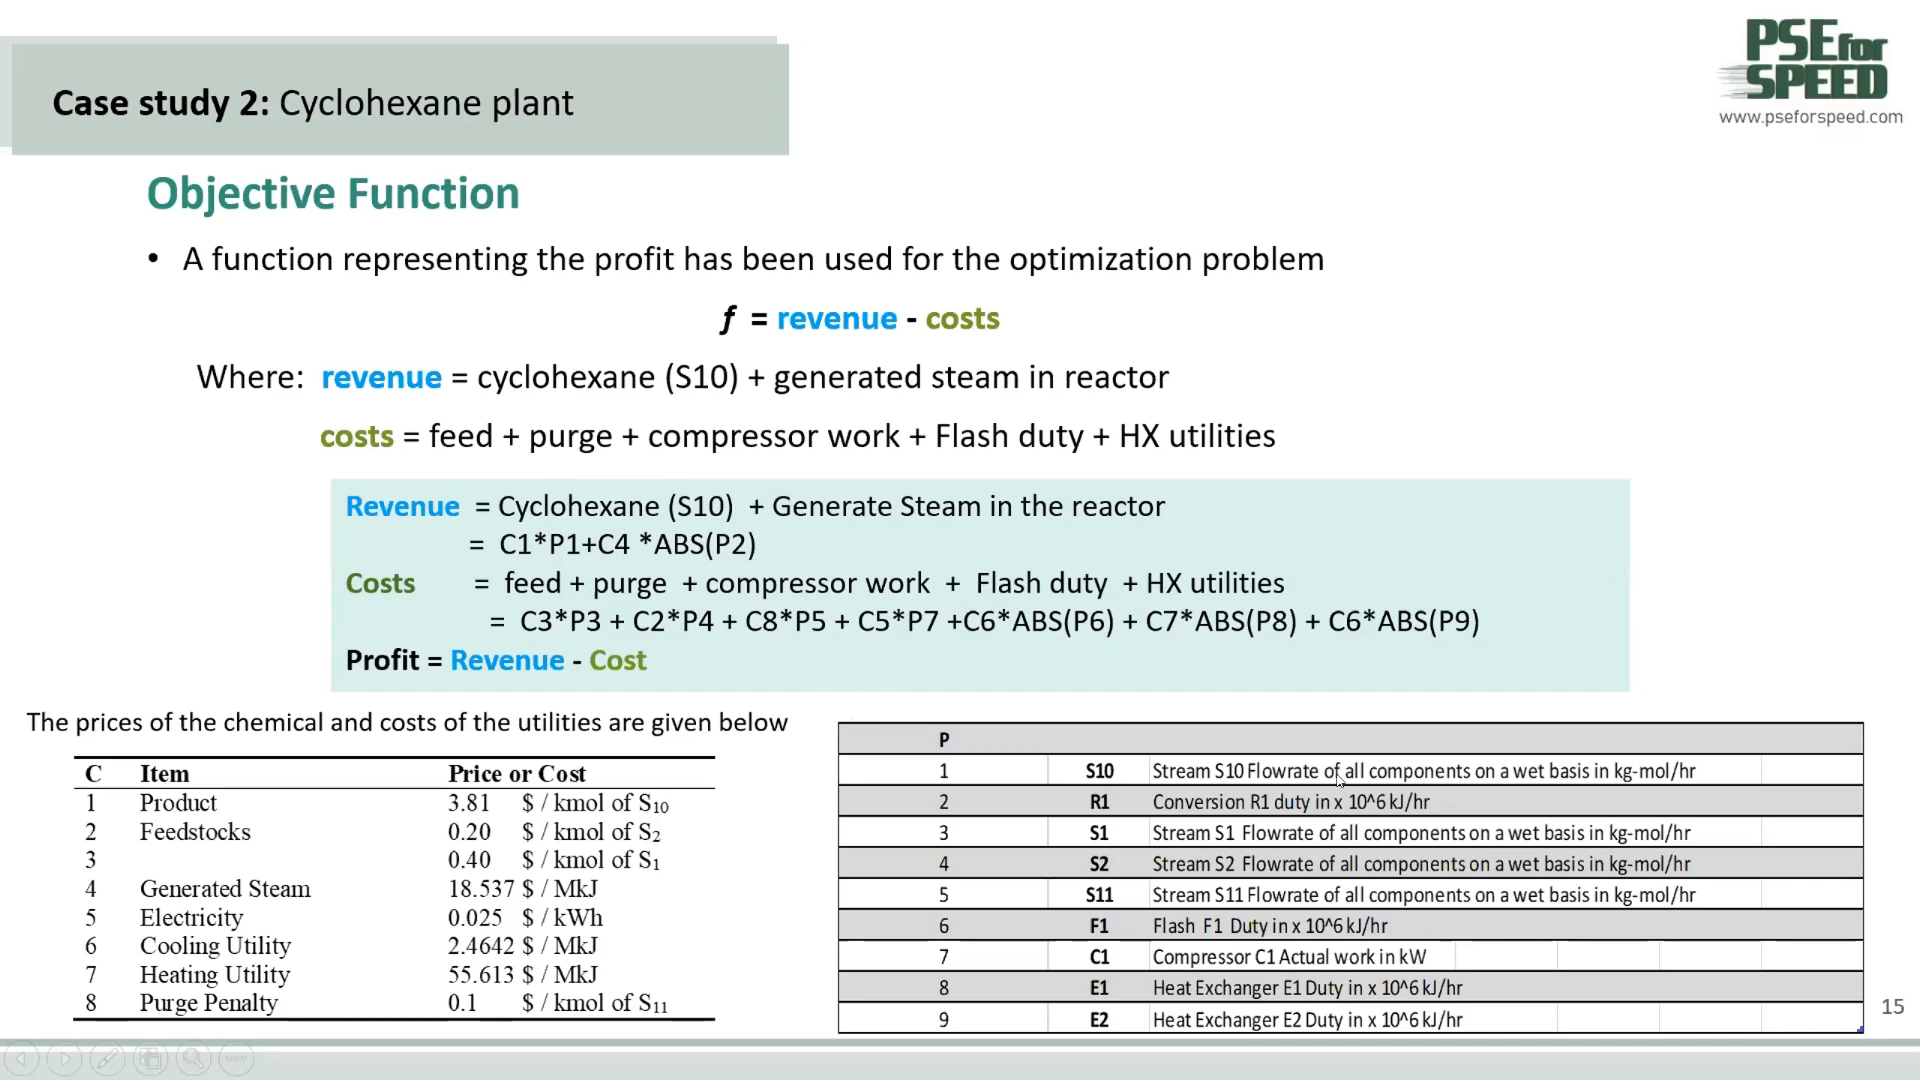 PSEfor
SPEED
www.pseforspeed.com
Case study 2: Cyclohexane plant
Objective Function
• A function representing the profit has been used for the optimization problem
f = revenue - costs
Where: revenue = cyclohexane (S10) + generated steam in reactor
costs = feed + purge + compressor work + Flash duty + HX utilities
Revenue = Cyclohexane (S10) + Generate Steam in the reactor
= C1*P1+C4 *ABS(P2)
Costs = feed + purge + compressor work + Flash duty + HX utilities
= C3*P3 + C2*P4 + C8*P5 + C5*P7 +C6*ABS(P6) + C7*ABS(P8) + C6*ABS(P9)
Profit = Revenue - Cost
The prices of the chemical and costs of the utilities are given below
C Item Price or Cost
1 Product 3.81 $ / kmol of S10
2 Feedstocks 0.20 $ / kmol of S2
3 0.40 $ / kmol of S1
4 Generated Steam 18.537 $ / MkJ
5 Electricity 0.025 $ / kWh
6 Cooling Utility 2.4642 $ / MkJ
7 Heating Utility 55.613 $ / MkJ
8 Purge Penalty 0.1 $ / kmol of S11
P
1 S10 Stream S10 Flowrate of all components on a wet basis in kg-mol/hr
2 R1 Conversion R1 duty in x 10^6 kJ/hr
3 S1 Stream S1 Flowrate of all components on a wet basis in kg-mol/hr
4 S2 Stream S2 Flowrate of all components on a wet basis in kg-mol/hr
5 S11 Stream S11 Flowrate of all components on a wet basis in kg-mol/hr
6 F1 Flash F1 Duty in x 10^6 kJ/hr
7 C1 Compressor C1 Actual work in kW
8 E1 Heat Exchanger E1 Duty in x 10^6 kJ/hr
9 E2 Heat Exchanger E2 Duty in x 10^6 kJ/hr
15